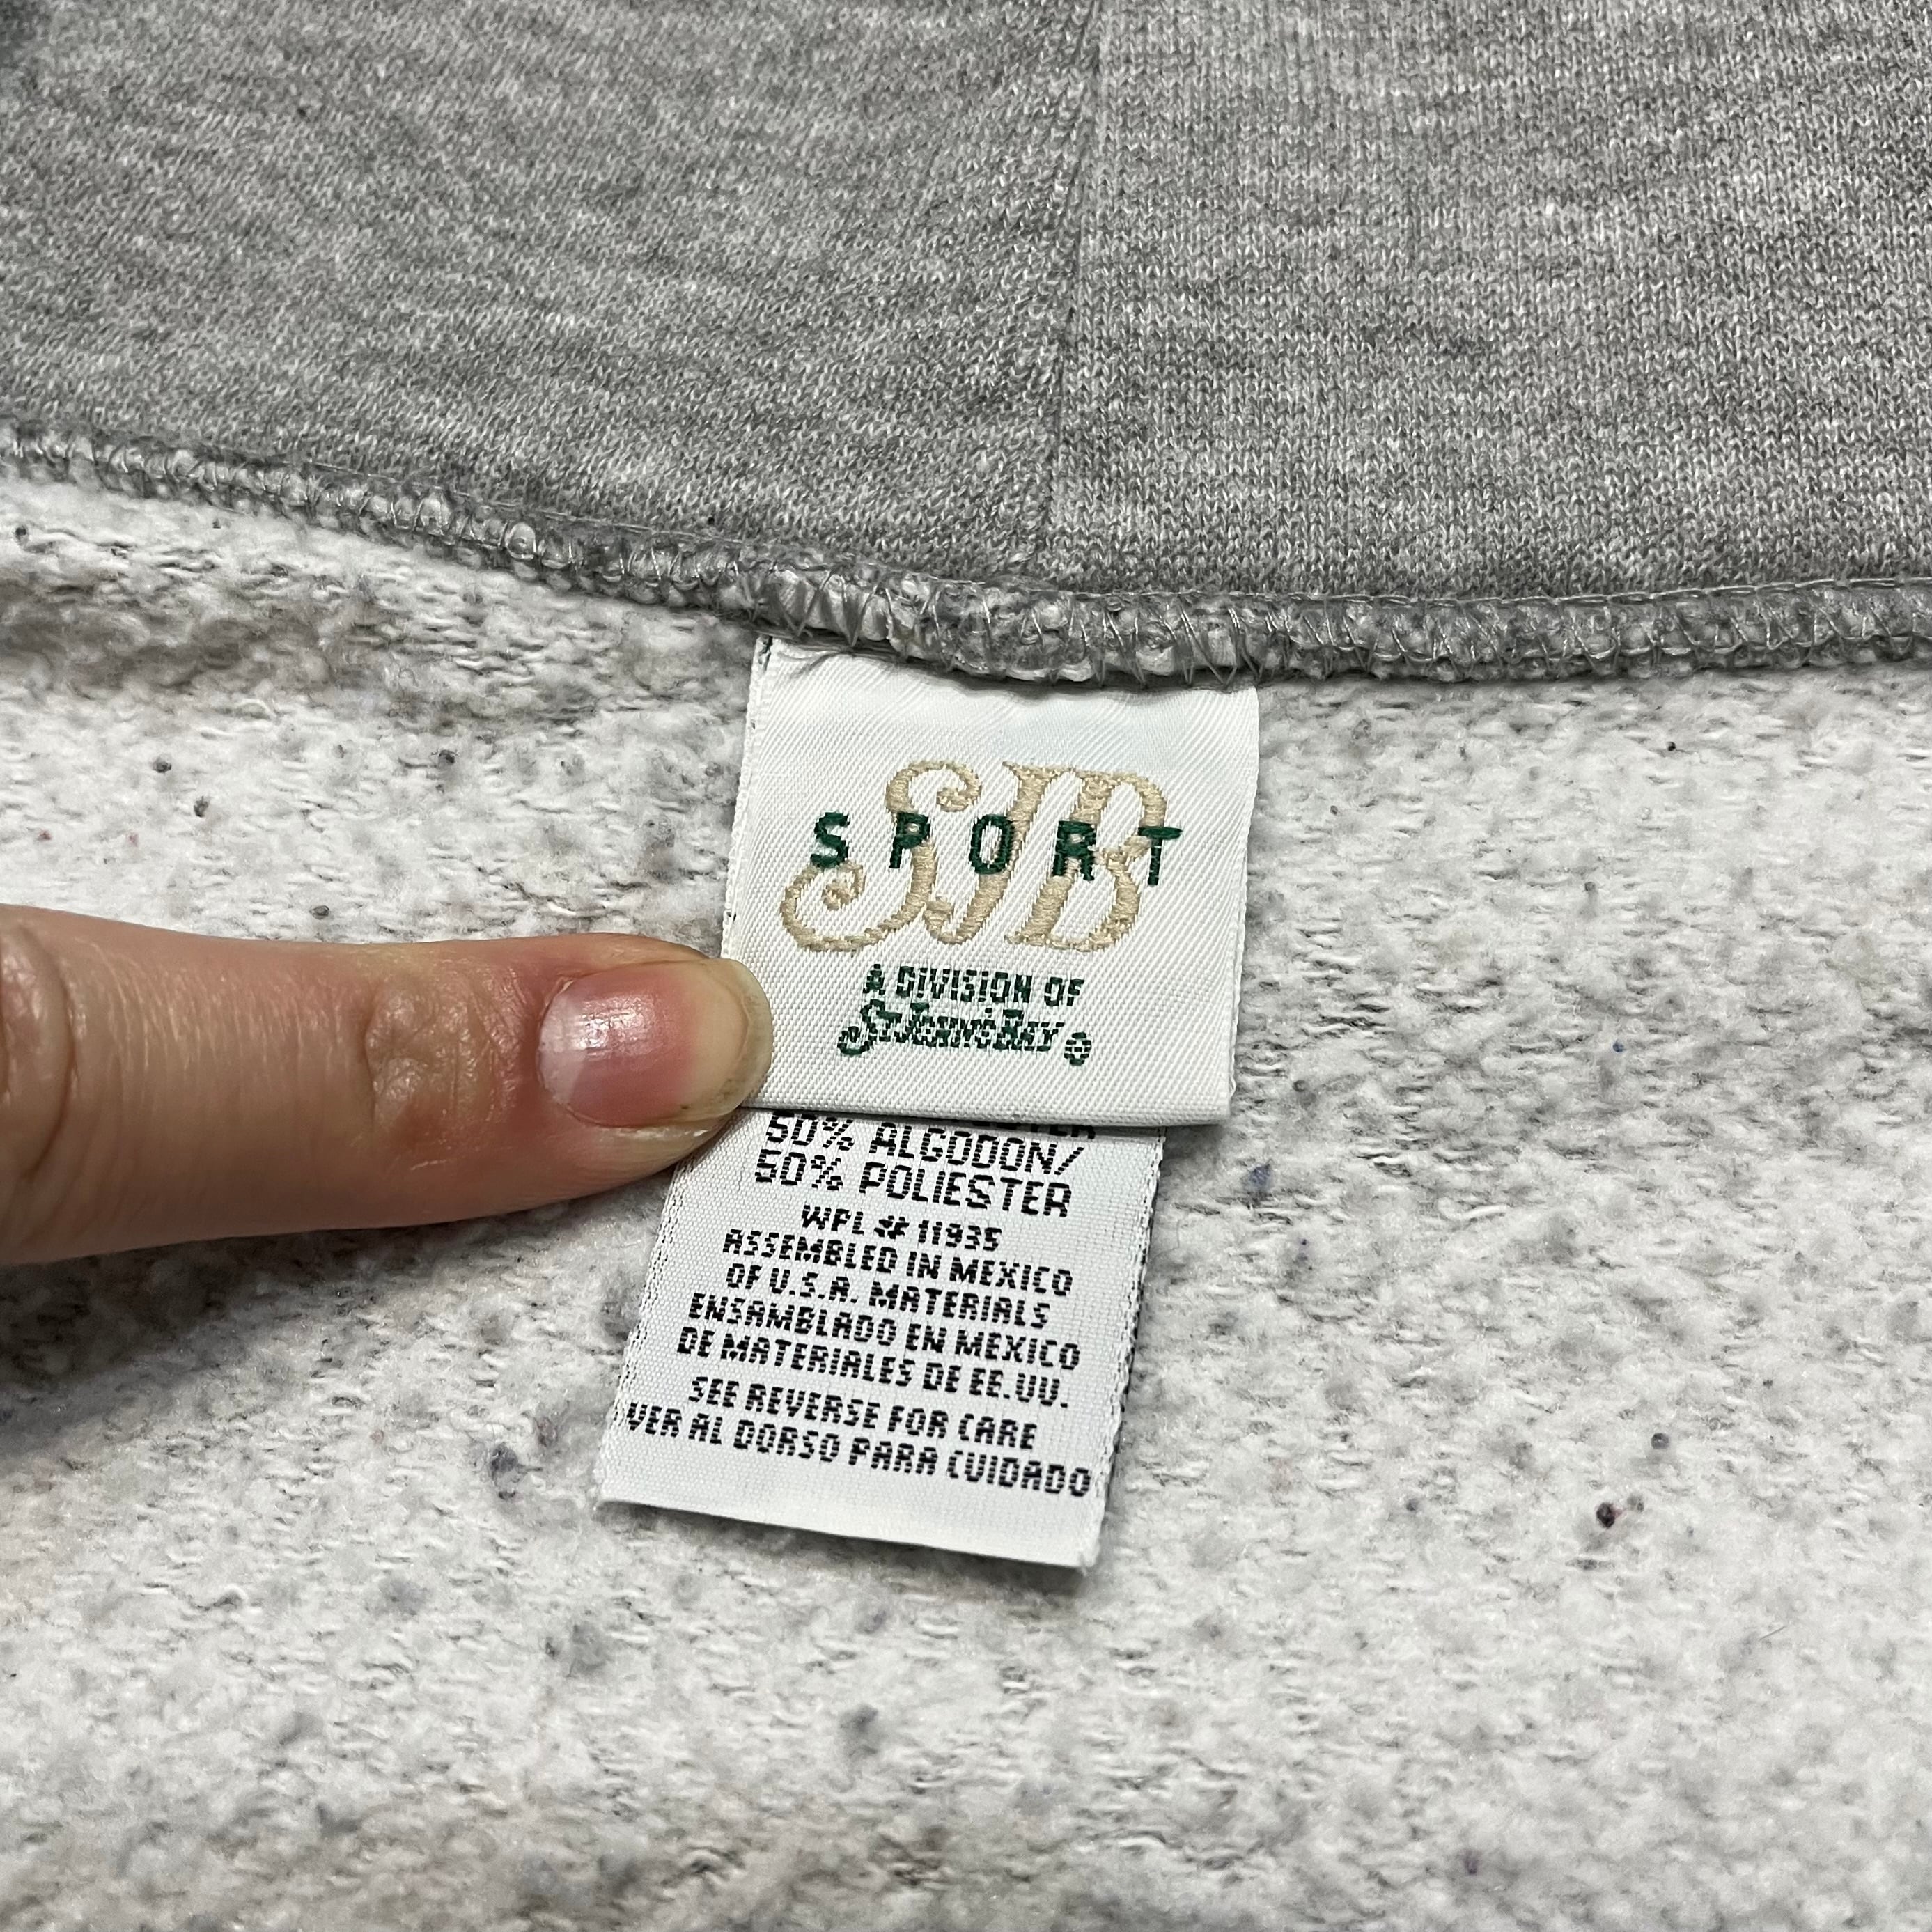 SJB
SPORT
A DIVISION OF
St. John's Bay ®
50% ALGODON/
50% POLIESTER
WPL # 11935
ASSEMBLED IN MEXICO
OF U.S.A. MATERIALS
ENSAMBLADO EN MEXICO
DE MATERIALES DE EE.UU.
SEE REVERSE FOR CARE
VER AL DORSO PARA CUIDADO